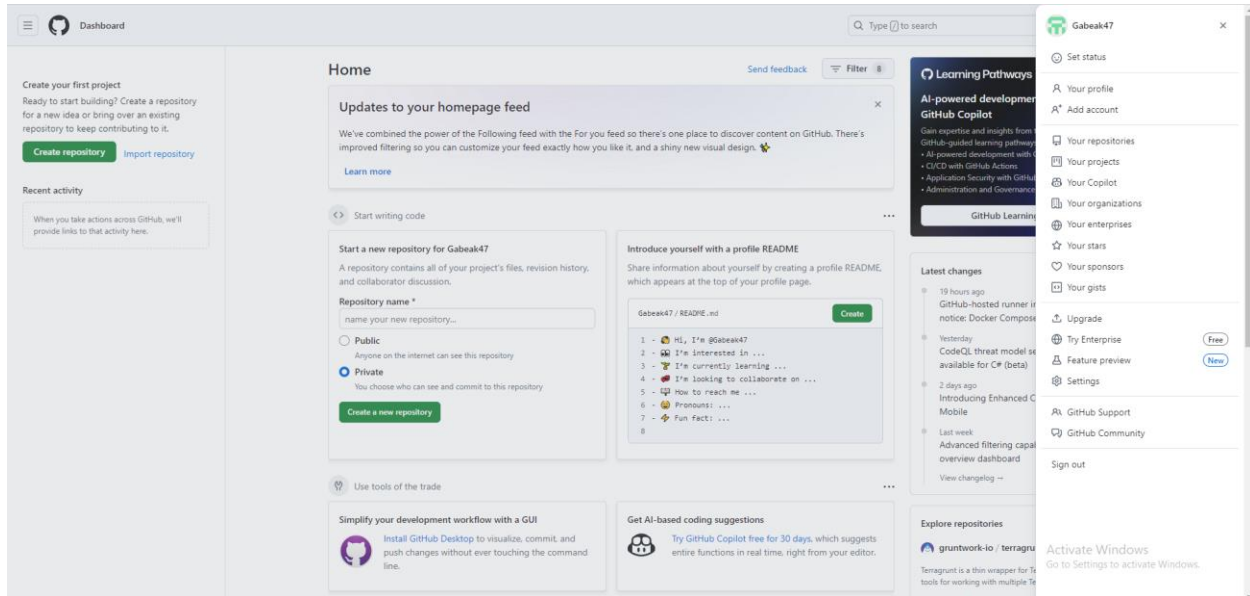 Dashboard
Type / to search
Create your first project
Ready to start building? Create a repository
for a new idea or bring over an existing
repository to keep contributing to it.
Create repository
Import repository
Recent activity
When you take actions across GitHub, we'll
provide links to that activity here.
Home
Send feedback
Filter 8
Updates to your homepage feed
We've combined the power of the Following feed with the For you feed so there's one place to discover content on GitHub. There's
improved filtering so you can customize your feed exactly how you like it, and a shiny new visual design.
Learn more
Start writing code
Start a new repository for Gabeak47
A repository contains all of your project's files, revision history,
and collaborator discussion.
Repository name *
name your new repository...
Public
Anyone on the internet can see this repository
Private
You choose who can see and commit to this repository
Create a new repository
Introduce yourself with a profile README
Share information about yourself by creating a profile README,
which appears at the top of your profile page.
Gabeak47 / README.md
Create
1 - 👋 Hi, I'm @Gabeak47
2 - 👀 I'm interested in ...
3 - 🌱 I'm currently learning ...
4 - 💞️ I'm looking to collaborate on ...
5 - 📫 How to reach me ...
6 - 😄 Pronouns: ...
7 - ⚡ Fun fact: ...
8
Use tools of the trade
Simplify your development workflow with a GUI
Install GitHub Desktop to visualize, commit, and
push changes without ever touching the command
line.
Get AI-based coding suggestions
Try GitHub Copilot free for 30 days, which suggests
entire functions in real time, right from your editor.
Learning Pathways
AI-powered
GitHub Copilot
Gain expertise and insights from
GitHub-guided learning
• AI-powered development with
• CI/CD with GitHub Actions
• Application Security with
• Administration and Governance
GitHub
Latest changes
19 hours ago
GitHub-hosted runner
notice: Docker Compose
Yesterday
CodeQL threat model
available for C# (beta)
2 days ago
Introducing Enhanced
Mobile
Last week
Advanced filtering
overview dashboard
View changelog →
Explore repositories
gruntwork-io /
Terragrunt is a thin wrapper for
tools for working with multiple
Gabeak47
Set status
Your profile
Add account
Your repositories
Your projects
Your Copilot
Your organizations
Your enterprises
Your stars
Your sponsors
Your gists
Upgrade
Try Enterprise
Free
Feature preview
New
Settings
GitHub Support
GitHub Community
Sign out
Activate Windows
Go to Settings to activate Windows.